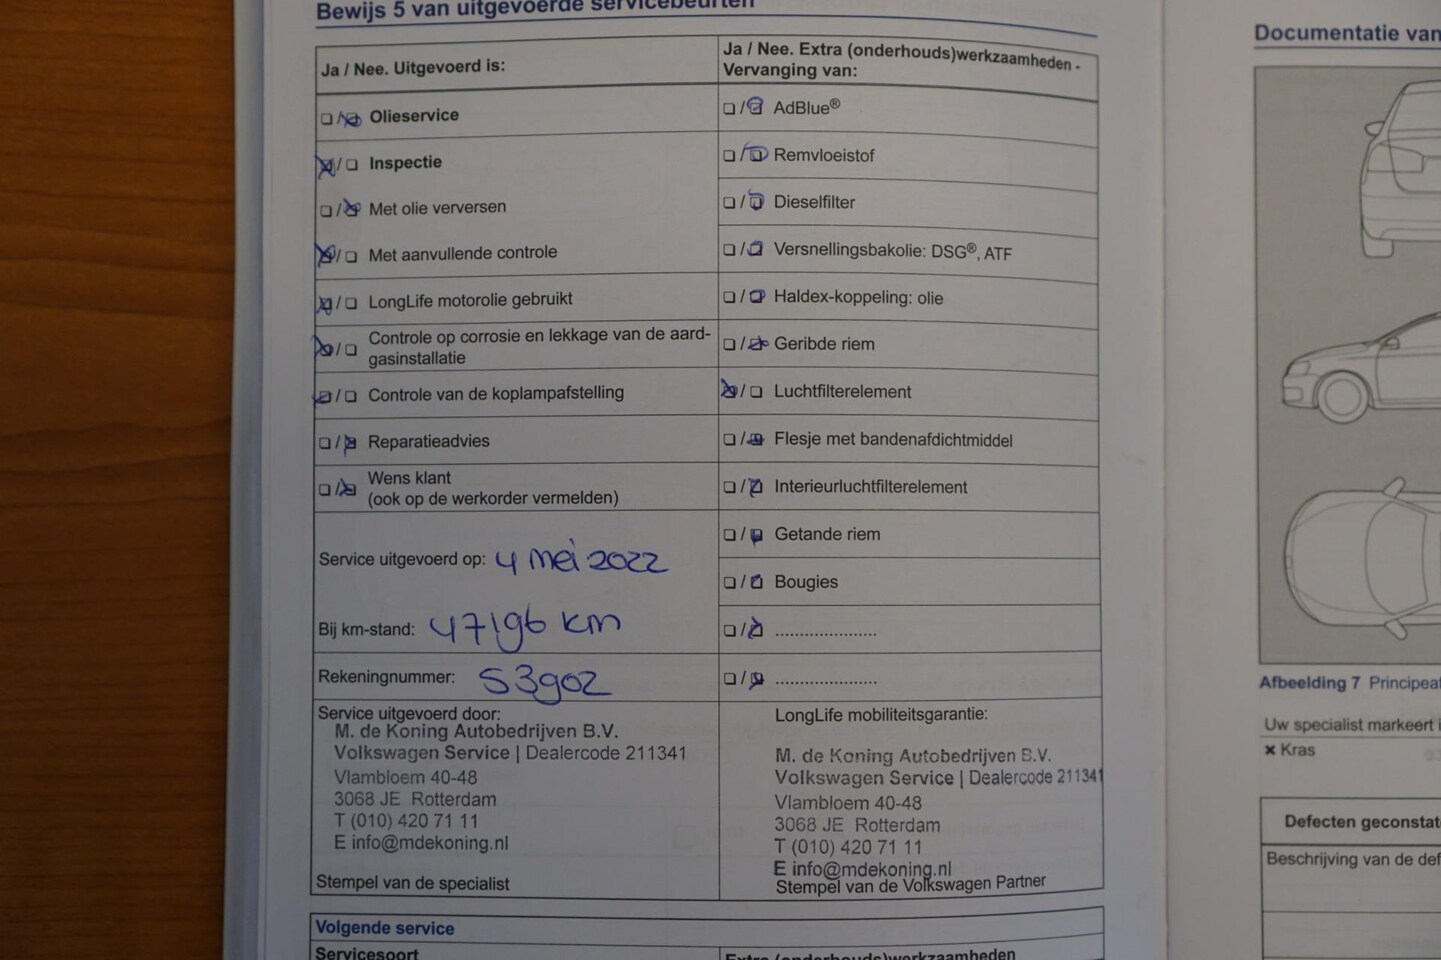 Bewijs 5 van uitgevoerde servicebeurten
Ja / Nee. Uitgevoerd is:
Olieservice
Inspectie
Met olie verversen
Met aanvullende controle
LongLife motorolie gebruikt
Controle op corrosie en lekkage van de aard-
gasinstallatie
Controle van de koplampafstelling
Reparatieadvies
Wens klant
(ook op de werkorder vermelden)
Service uitgevoerd op: 4 mei 2022
Bij km-stand: 47196 km
Rekeningnummer: 53902
Service uitgevoerd door:
M. de Koning Autobedrijven B.V.
Volkswagen Service | Dealercode 211341
Vlambloem 40-48
3068 JE Rotterdam
T (010) 420 71 11
E info@mdekoning.nl
Stempel van de specialist
Ja / Nee. Extra (onderhouds)werkzaamheden -
Vervanging van:
AdBlue®
Remvloeistof
Dieselfilter
Versnellingsbakolie: DSG®, ATF
Haldex-koppeling: olie
Geribde riem
Luchtfilterelement
Flesje met bandenafdichtmiddel
Interieurluchtfilterelement
Getande riem
Bougies
.....................
.....................
LongLife mobiliteitsgarantie:
M. de Koning Autobedrijven B.V.
Volkswagen Service | Dealercode 211341
Vlambloem 40-48
3068 JE Rotterdam
T (010) 420 71 11
E info@mdekoning.nl
Stempel van de Volkswagen Partner
Volgende service
Servicesoort
Extra (onderhouds)werkzaamheden
Documentatie van
Afbeelding 7 Principeaf
Uw specialist markeert i
× Kras
Defecten geconstat
Beschrijving van de def